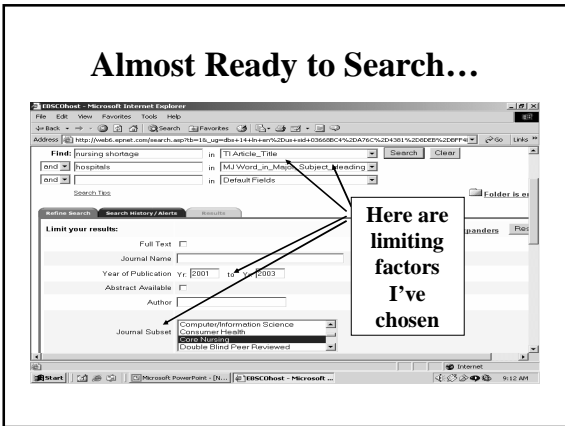 Almost Ready to Search…
EBSCOhost - Microsoft Internet Explorer
File Edit View Favorites Tools Help
Back Search Favorites
Address Go Links »
Find: nursing shortage in TI Article_Title Search Clear
and hospitals in MJ Word_in_Major_Subject_Heading
and in Default Fields
Search Tips
Folder is
Refine Search Search History/Alerts Results
Limit your results:
Full Text
Journal Name
Year of Publication Yr: 2001 to Yr: 2003
Abstract Available
Author
Journal Subset
Computer/Information Science
Consumer Health
Core Nursing
Double Blind Peer Reviewed
Here are
limiting
factors
I've
chosen
Internet
Start Microsoft PowerPoint - [N... EBSCOhost - Microsoft ... 9:12 AM